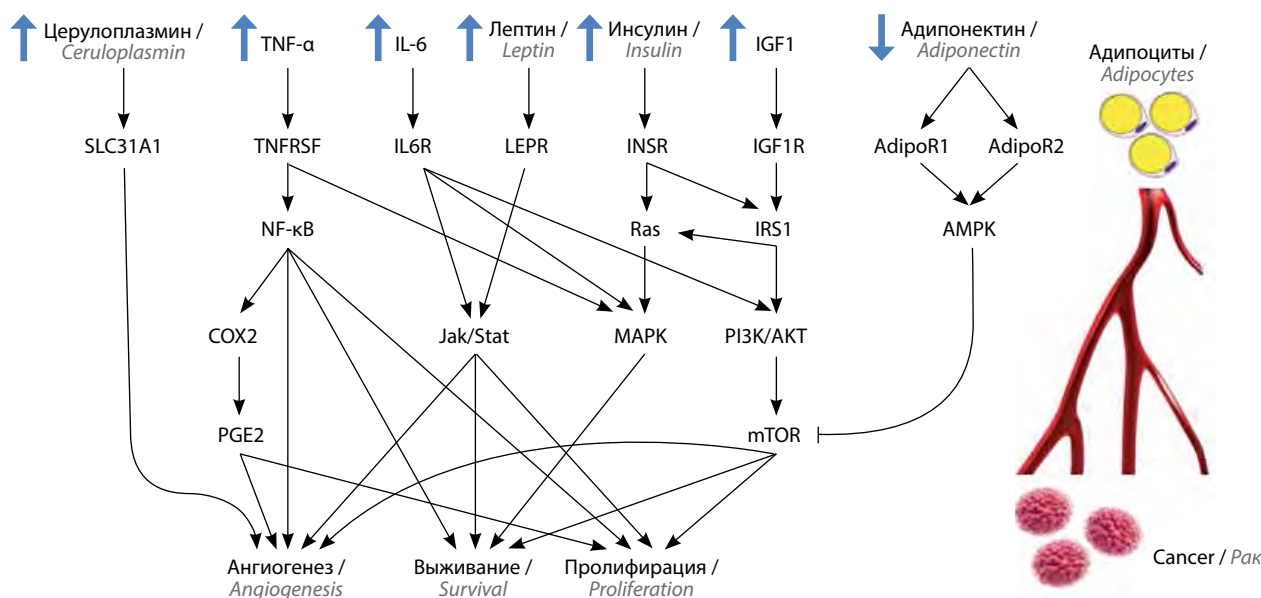 Церулоплазмин /
Ceruloplasmin
TNF-α
IL-6
Лептин /
Leptin
Инсулин /
Insulin
IGF1
Адипонектин /
Adiponectin
Адипоциты /
Adipocytes
SLC31A1
TNFRSF
IL6R
LEPR
INSR
IGF1R
AdipoR1
AdipoR2
NF-κB
Ras
IRS1
AMPK
COX2
Jak/Stat
MAPK
PI3K/AKT
PGE2
mTOR
Ангиогенез /
Angiogenesis
Выживание /
Survival
Пролифирация /
Proliferation
Cancer / Рак